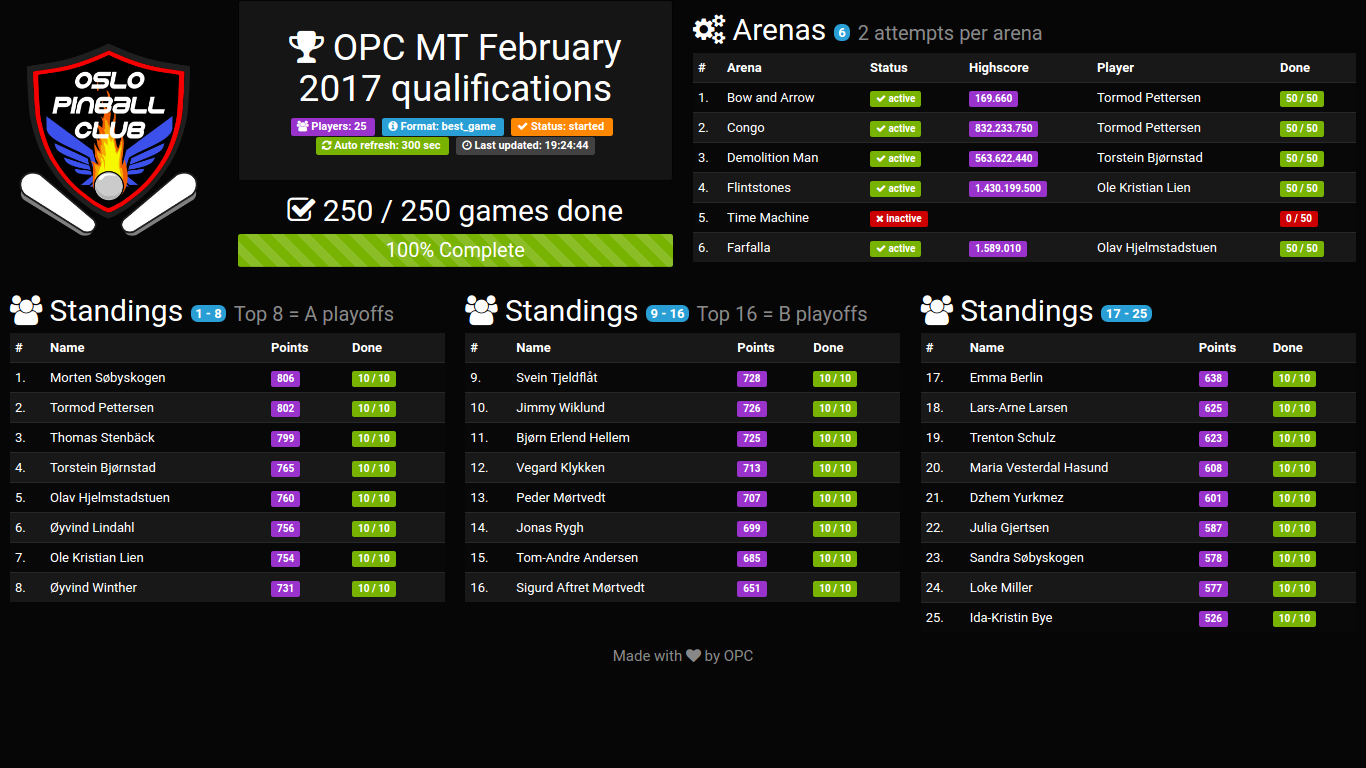 OSLO
PINBALL
CLUB
OPC MT February
2017 qualifications
Players: 25 Format: best_game Status: started
Auto refresh: 300 sec Last updated: 19:24:44
250 / 250 games done
100% Complete
Arenas 6 2 attempts per arena
# Arena Status Highscore Player Done
1. Bow and Arrow active 169.660 Tormod Pettersen 50 / 50
2. Congo active 832.233.750 Tormod Pettersen 50 / 50
3. Demolition Man active 563.622.440 Torstein Bjørnstad 50 / 50
4. Flintstones active 1.430.199.500 Ole Kristian Lien 50 / 50
5. Time Machine Inactive 0 / 50
6. Farfalla active 1.589.010 Olav Hjelmstadstuen 50 / 50
Standings 1 - 8 Top 8 = A playoffs
# Name Points Done
1. Morten Søbyskogen 806 10 / 10
2. Tormod Pettersen 802 10 / 10
3. Thomas Stenbäck 799 10 / 10
4. Torstein Bjørnstad 765 10 / 10
5. Olav Hjelmstadstuen 760 10 / 10
6. Øyvind Lindahl 756 10 / 10
7. Ole Kristian Lien 754 10 / 10
8. Øyvind Winther 731 10 / 10
Standings 9 - 16 Top 16 = B playoffs
# Name Points Done
9. Svein Tjeldflåt 728 10 / 10
10. Jimmy Wiklund 726 10 / 10
11. Bjørn Erlend Hellem 725 10 / 10
12. Vegard Klykken 713 10 / 10
13. Peder Mørtvedt 707 10 / 10
14. Jonas Rygh 699 10 / 10
15. Tom-Andre Andersen 685 10 / 10
16. Sigurd Aftret Mørtvedt 651 10 / 10
Standings 17 - 25
# Name Points Done
17. Emma Berlin 638 10 / 10
18. Lars-Arne Larsen 625 10 / 10
19. Trenton Schulz 623 10 / 10
20. Maria Vesterdal Hasund 608 10 / 10
21. Dzhem Yurkmez 601 10 / 10
22. Julia Gjertsen 587 10 / 10
23. Sandra Søbyskogen 578 10 / 10
24. Loke Miller 577 10 / 10
25. Ida-Kristin Bye 526 10 / 10
Made with ♥ by OPC